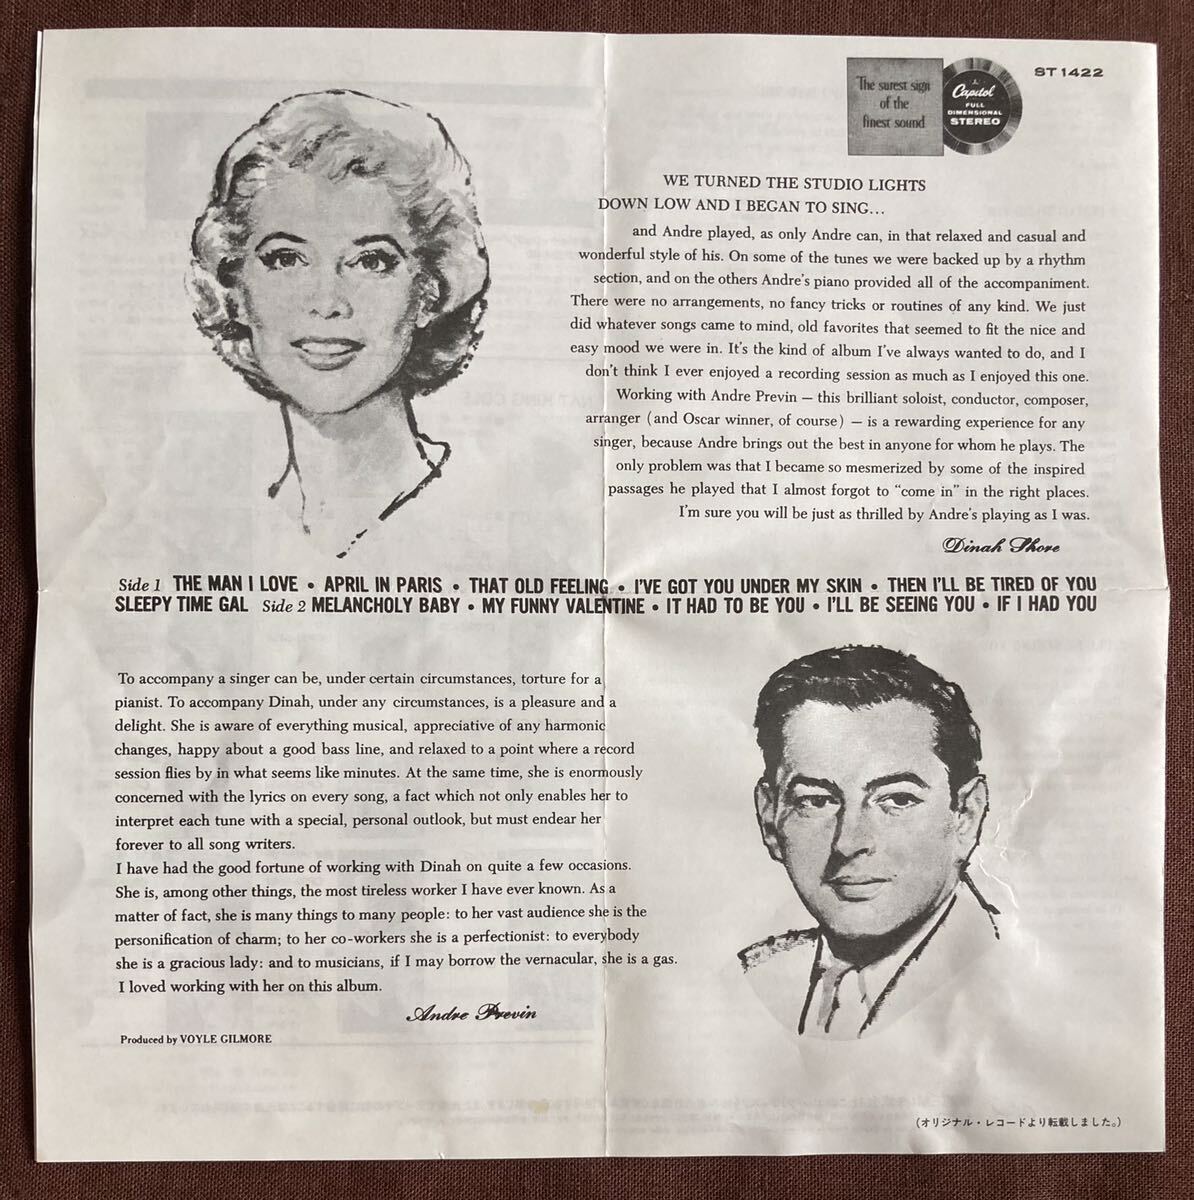 The surest sign
of the
finest sound
Capitol
FULL
DIMENSIONAL
STEREO
ST 1422
WE TURNED THE STUDIO LIGHTS
DOWN LOW AND I BEGAN TO SING...
and Andre played, as only Andre can, in that relaxed and casual and
wonderful style of his. On some of the tunes we were backed up by a rhythm
section, and on the others Andre's piano provided all of the accompaniment.
There were no arrangements, no fancy tricks or routines of any kind. We just
did whatever songs came to mind, old favorites that seemed to fit the nice and
easy mood we were in. It's the kind of album I've always wanted to do, and I
don't think I ever enjoyed a recording session as much as I enjoyed this one.
Working with Andre Previn — this brilliant soloist, conductor, composer,
arranger (and Oscar winner, of course) — is a rewarding experience for any
singer, because Andre brings out the best in anyone for whom he plays. The
only problem was that I became so mesmerized by some of the inspired
passages he played that I almost forgot to "come in" in the right places.
I'm sure you will be just as thrilled by Andre's playing as I was.
Dinah Shore
Side 1 THE MAN I LOVE • APRIL IN PARIS • THAT OLD FEELING • I'VE GOT YOU UNDER MY SKIN • THEN I'LL BE TIRED OF YOU
SLEEPY TIME GAL Side 2 MELANCHOLY BABY • MY FUNNY VALENTINE • IT HAD TO BE YOU • I'LL BE SEEING YOU • IF I HAD YOU
To accompany a singer can be, under certain circumstances, torture for a
pianist. To accompany Dinah, under any circumstances, is a pleasure and a
delight. She is aware of everything musical, appreciative of any harmonic
changes, happy about a good bass line, and relaxed to a point where a record
session flies by in what seems like minutes. At the same time, she is enormously
concerned with the lyrics on every song, a fact which not only enables her to
interpret each tune with a special, personal outlook, but must endear her
forever to all song writers.
I have had the good fortune of working with Dinah on quite a few occasions.
She is, among other things, the most tireless worker I have ever known. As a
matter of fact, she is many things to many people: to her vast audience she is the
personification of charm; to her co-workers she is a perfectionist: to everybody
she is a gracious lady: and to musicians, if I may borrow the vernacular, she is a gas.
I loved working with her on this album.
Andre Previn
Produced by VOYLE GILMORE
(オリジナル・レコードより転載しました。)